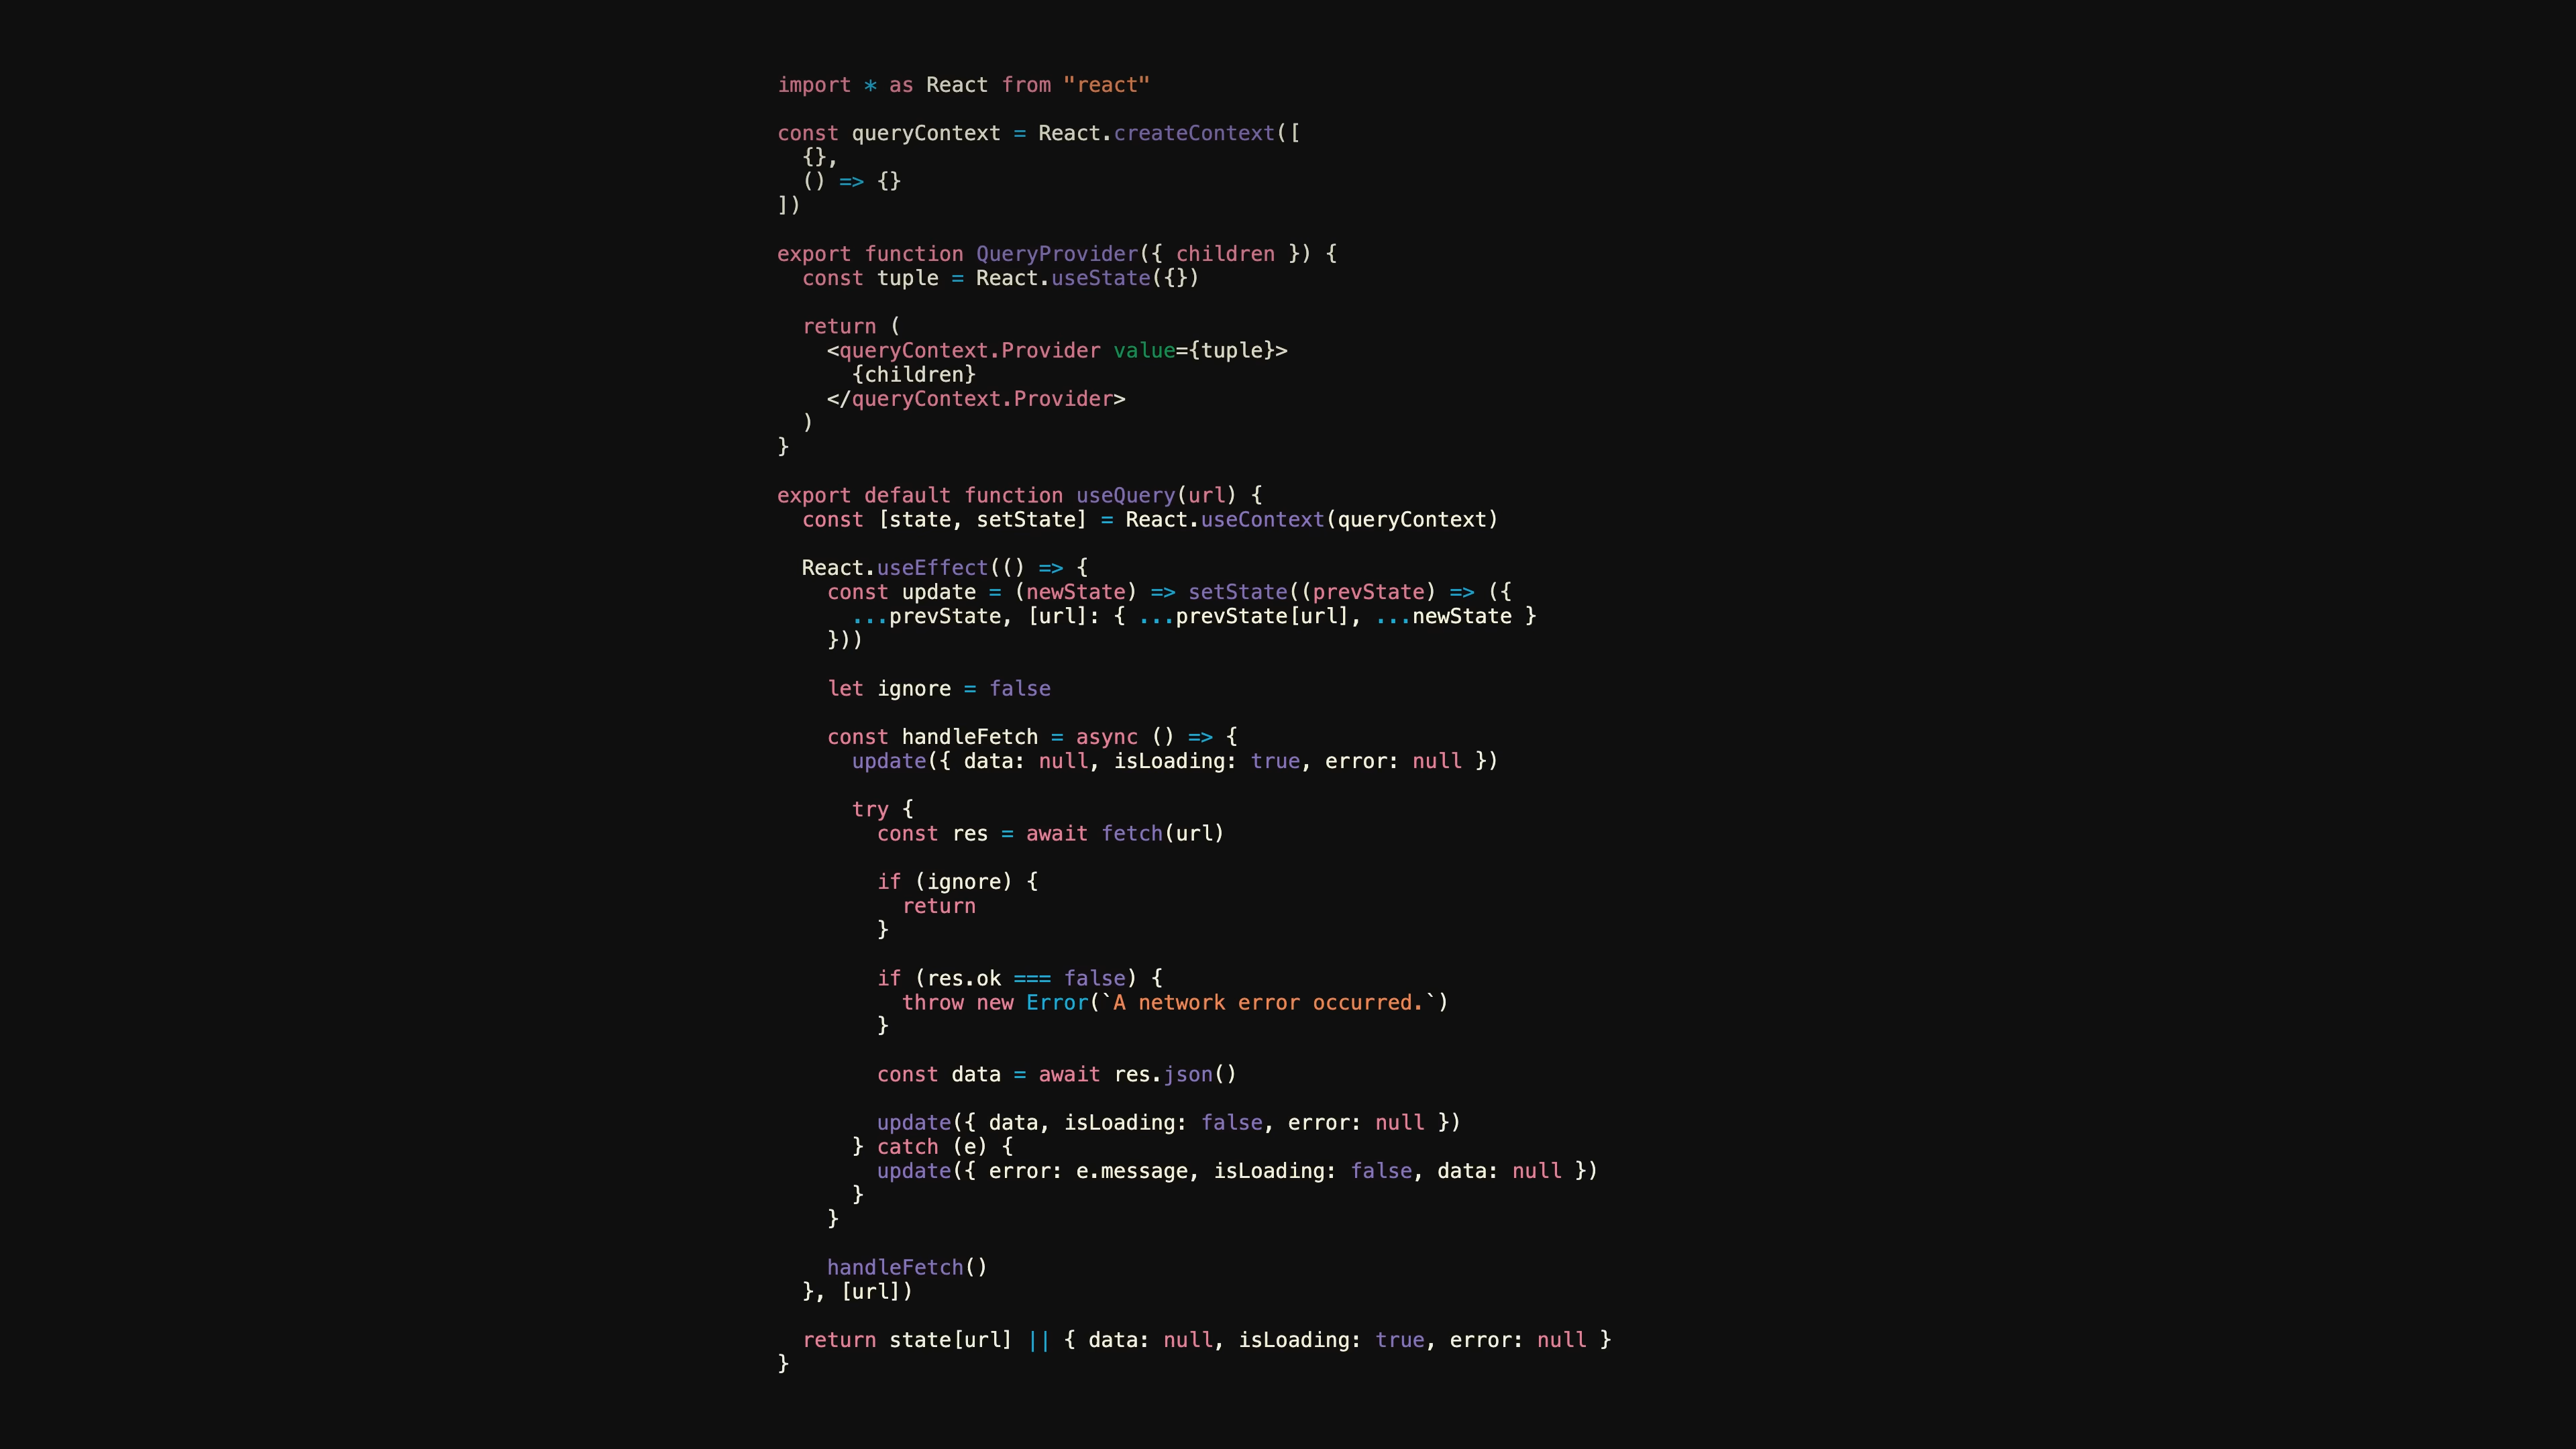 import * as React from "react"

const queryContext = React.createContext([
  {},
  () => {}
])

export function QueryProvider({ children }) {
  const tuple = React.useState({})

  return (
    <queryContext.Provider value={tuple}>
      {children}
    </queryContext.Provider>
  )
}

export default function useQuery(url) {
  const [state, setState] = React.useContext(queryContext)

  React.useEffect(() => {
    const update = (newState) => setState((prevState) => ({
      ...prevState, [url]: { ...prevState[url], ...newState }
    }))

    let ignore = false

    const handleFetch = async () => {
      update({ data: null, isLoading: true, error: null })

      try {
        const res = await fetch(url)

        if (ignore) {
          return
        }

        if (res.ok === false) {
          throw new Error(`A network error occurred.`)
        }

        const data = await res.json()

        update({ data, isLoading: false, error: null })
      } catch (e) {
        update({ error: e.message, isLoading: false, data: null })
      }
    }

    handleFetch()
  }, [url])

  return state[url] || { data: null, isLoading: true, error: null }
}